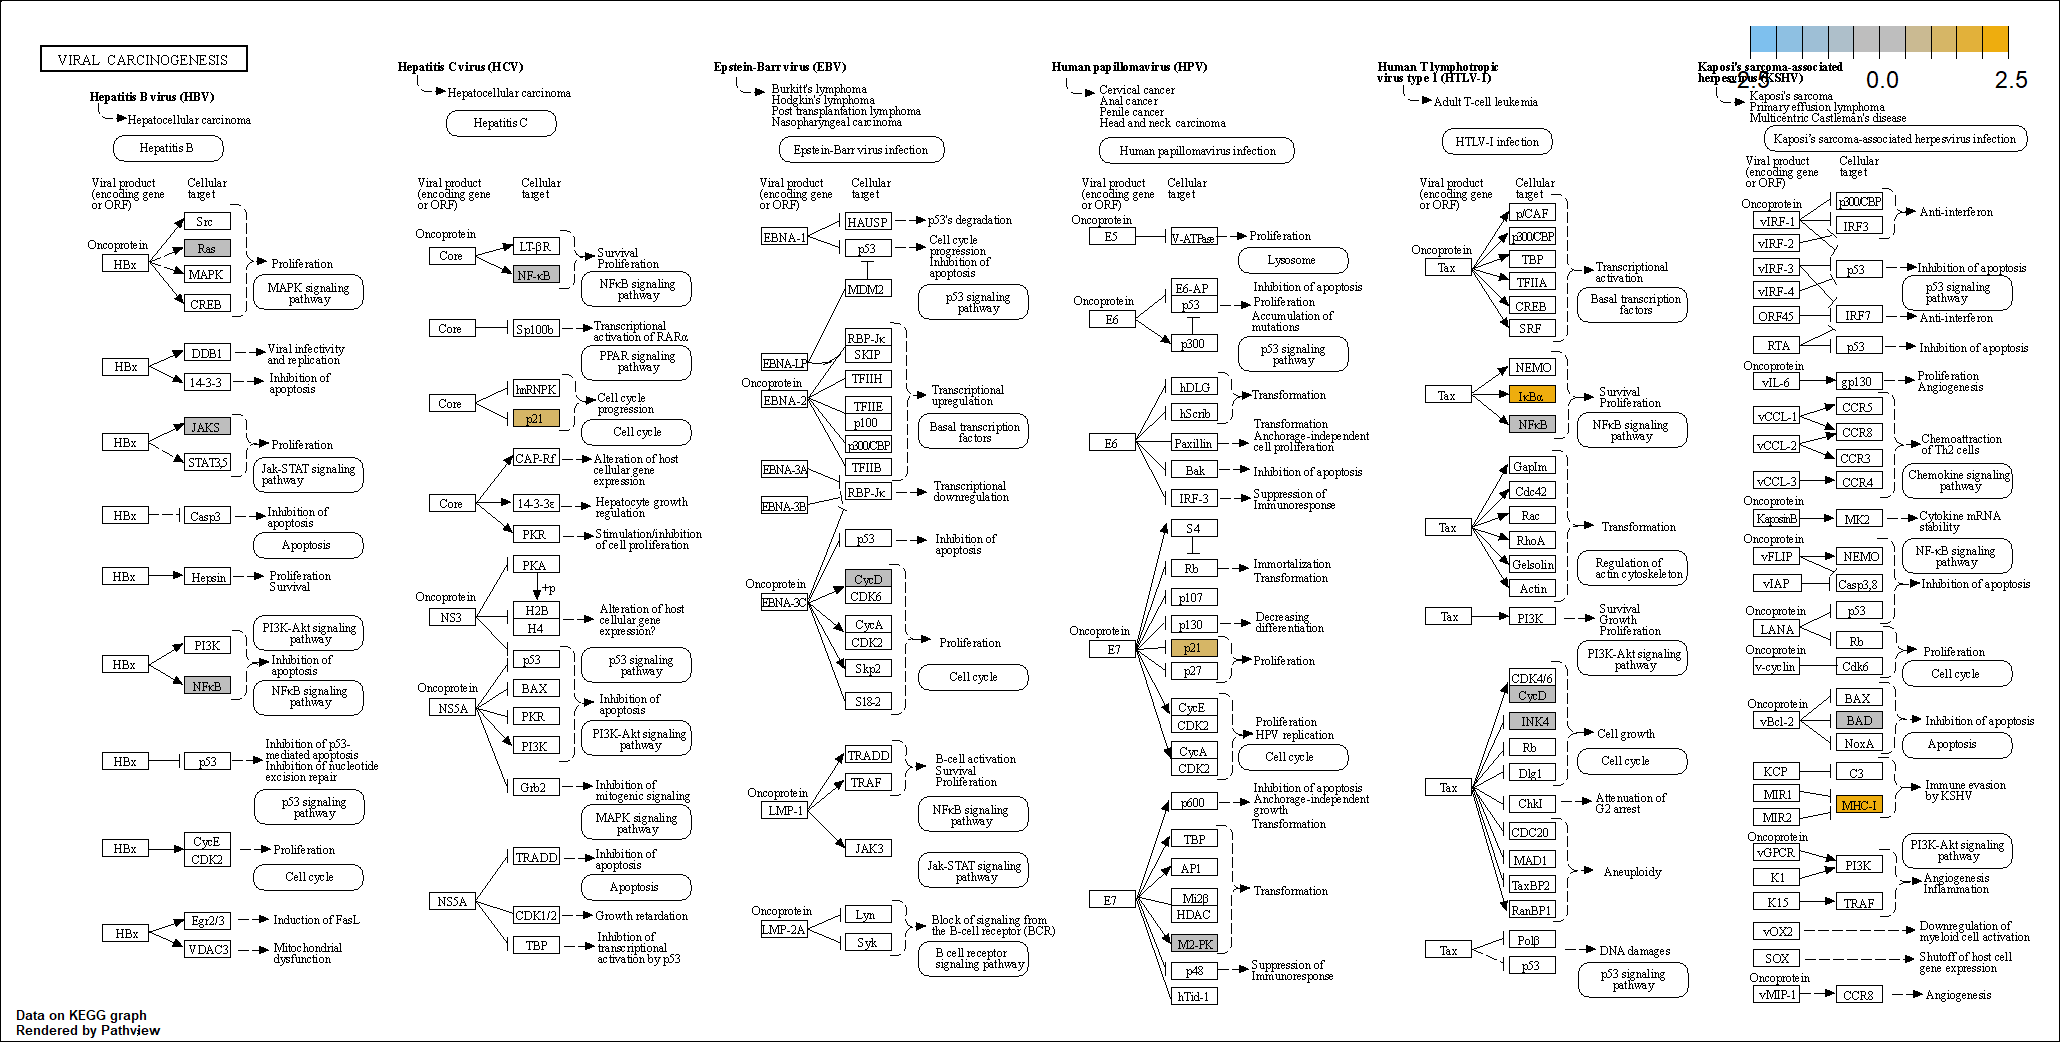 VIRAL CARCINOGENESIS
-2.5
0.0
2.5
Hepatitis B virus (HBV)
Hepatocellular carcinoma
Hepatitis B
Viral product
(encoding gene
or ORF)
Cellular
target
Src
Oncoprotein
Ras
HBx
MAPK
CREB
Proliferation
MAPK signaling
pathway
HBx
DDB1
14-3-3
Viral infectivity
and replication
Inhibition of
apoptosis
HBx
JAKS
STAT3,5
Proliferation
Jak-STAT signaling
pathway
HBx
Casp3
Inhibition of
apoptosis
Apoptosis
HBx
Hepsin
Proliferation
Survival
PI3K-Akt signaling
pathway
HBx
PI3K
NFκB
Inhibition of
apoptosis
NFκB signaling
pathway
HBx
p53
Inhibition of p53-
mediated apoptosis
Inhibition of nucleotide
excision repair
p53 signaling
pathway
HBx
CycE
CDK2
Proliferation
Cell cycle
HBx
Egr2/3
VDAC3
Induction of FasL
Mitochondrial
dysfunction
Hepatitis C virus (HCV)
Hepatocellular carcinoma
Hepatitis C
Viral product
(encoding gene
or ORF)
Cellular
target
Oncoprotein
Core
LT-βR
NF-κB
Survival
Proliferation
NFκB signaling
pathway
Core
Sp100b
Transcriptional
activation of RARα
PPAR signaling
pathway
Core
hnRNPK
p21
Cell cycle
progression
Cell cycle
Core
CAP-Rf
14-3-3ε
PKR
Alteration of host
cellular gene
expression
Hepatocyte growth
regulation
Stimulation/inhibition
of cell proliferation
PKA
+p
Oncoprotein
NS3
H2B
H4
Alteration of host
cellular gene
expression?
p53
p53 signaling
pathway
Oncoprotein
NS5A
BAX
PKR
PI3K
Inhibition of
apoptosis
PI3K-Akt signaling
pathway
Grb2
Inhibition of
mitogenic signaling
MAPK signaling
pathway
NS5A
TRADD
CDK1/2
TBP
Inhibition of
apoptosis
Apoptosis
Growth retardation
Inhibtion of
transcriptional
activation by p53
Epstein-Barr virus (EBV)
Burkitt's lymphoma
Hodgkin's lymphoma
Post transplantation lymphoma
Nasopharyngeal carcinoma
Epstein-Barr virus infection
Viral product
(encoding gene
or ORF)
Cellular
target
EBNA-1
HAUSP
p53
MDM2
p53's degradation
Cell cycle
progression
Inhibition of
apoptosis
p53 signaling
pathway
EBNA-LP
Oncoprotein
EBNA-2
RBP-Jκ
SKIP
TFIIH
TFIIE
p100
p300/CBP
TFIIB
Transcriptional
upregulation
Basal transcription
factors
EBNA-3A
EBNA-3B
RBP-Jκ
Transcriptional
downregulation
p53
Inhibition of
apoptosis
Oncoprotein
EBNA-3C
CycD
CDK6
CycA
CDK2
Skp2
S18-2
Proliferation
Cell cycle
Oncoprotein
LMP-1
TRADD
TRAF
JAK3
B-cell activation
Survival
Proliferation
NFκB signaling
pathway
Jak-STAT signaling
pathway
Oncoprotein
LMP-2A
Lyn
Syk
Block of signaling from
the B-cell receptor (BCR)
B cell receptor
signaling pathway
Human papillomavirus (HPV)
Cervical cancer
Anal cancer
Penile cancer
Head and neck carcinoma
Human papillomavirus infection
Viral product
(encoding gene
or ORF)
Cellular
target
Oncoprotein
E5
V-ATPase
Proliferation
Lysosome
Oncoprotein
E6
E6-AP
p53
p300
Inhibition of apoptosis
Proliferation
Accumulation of
mutations
p53 signaling
pathway
E6
hDLG
hScrib
Paxillin
Bak
IRF-3
Transformation
Transformation
Anchorage-independent
cell proliferation
Inhibition of apoptosis
Suppression of
Immunoresponse
S4
Rb
p107
p130
p21
p27
Immortalization
Transformation
Decreasing
differentiation
Proliferation
Oncoprotein
E7
CycE
CDK2
CycA
CDK2
Proliferation
HPV replication
Cell cycle
p600
Inhibition of apoptosis
Anchorage-independent
growth
Transformation
E7
TBP
AP1
Mi2β
HDAC
M2-PK
p48
hTid-1
Transformation
Suppression of
Immunoresponse
Human T lymphotropic
virus type 1 (HTLV-I)
Adult T-cell leukemia
HTLV-I infection
Viral product
(encoding gene
or ORF)
Cellular
target
Oncoprotein
Tax
p/CAF
p300/CBP
TBP
TFIIA
CREB
SRF
Transcriptional
activation
Basal transcription
factors
Tax
NEMO
IκBα
NFκB
Survival
Proliferation
NFκB signaling
pathway
Tax
GapIm
Cdc42
Rac
RhoA
Gelsolin
Actin
Transformation
Regulation of
actin cytoskeleton
Tax
PI3K
Survival
Growth
Proliferation
PI3K-Akt signaling
pathway
Tax
CDK4/6
CycD
INK4
Rb
Dlg1
ChkI
CDC20
MAD1
TaxBP2
RanBP1
Cell growth
Cell cycle
Attenuation of
G2 arrest
Aneuploidy
Tax
Polβ
p53
DNA damages
p53 signaling
pathway
Kaposi's sarcoma-associated
herpesvirus (KSHV)
Kaposi's sarcoma
Primary effusion lymphoma
Multicentric Castleman's disease
Kaposi's sarcoma-associated herpesvirus infection
Viral product
(encoding gene
or ORF)
Cellular
target
Oncoprotein
vIRF-1
vIRF-2
vIRF-3
vIRF-4
ORF45
RTA
p300/CBP
IRF3
p53
IRF7
p53
Anti-interferon
Inhibition of apoptosis
p53 signaling
pathway
Anti-interferon
Inhibition of apoptosis
Oncoprotein
vIL-6
gp130
Proliferation
Angiogenesis
vCCL-1
vCCL-2
vCCL-3
CCR5
CCR8
CCR3
CCR4
Chemoattraction
of Th2 cells
Chemokine signaling
pathway
Oncoprotein
KaposinB
MK2
Cytokine mRNA
stability
Oncoprotein
vFLIP
vIAP
NEMO
Casp3,8
NF-κB signaling
pathway
Inhibition of apoptosis
Oncoprotein
LANA
p53
Rb
Oncoprotein
v-cyclin
Cdk6
Proliferation
Cell cycle
Oncoprotein
vBcl-2
BAX
BAD
NoxA
Inhibition of apoptosis
Apoptosis
KCP
MIR1
MIR2
C3
MHC-I
Immune evasion
by KSHV
Oncoprotein
vGPCR
K1
K15
PI3K
TRAF
PI3K-Akt signaling
pathway
Angiogenesis
Inflammation
vOX2
Downregulation of
myeloid cell activation
SOX
Shutoff of host cell
gene expression
Oncoprotein
vMIP-1
CCR8
Angiogenesis
Data on KEGG graph
Rendered by Pathview